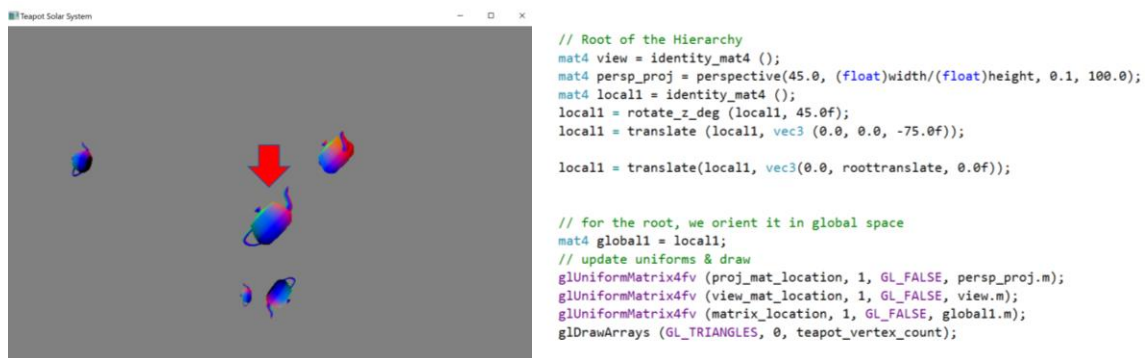 Teapot Solar System
// Root of the Hierarchy
mat4 view = identity_mat4 ();
mat4 persp_proj = perspective(45.0, (float)width/(float)height, 0.1, 100.0);
mat4 local1 = identity_mat4 ();
local1 = rotate_z_deg (local1, 45.0f);
local1 = translate (local1, vec3 (0.0, 0.0, -75.0f));
local1 = translate(local1, vec3(0.0, roottranslate, 0.0f));
// for the root, we orient it in global space
mat4 global1 = local1;
// update uniforms & draw
glUniformMatrix4fv (proj_mat_location, 1, GL_FALSE, persp_proj.m);
glUniformMatrix4fv (view_mat_location, 1, GL_FALSE, view.m);
glUniformMatrix4fv (matrix_location, 1, GL_FALSE, global1.m);
glDrawArrays (GL_TRIANGLES, 0, teapot_vertex_count);